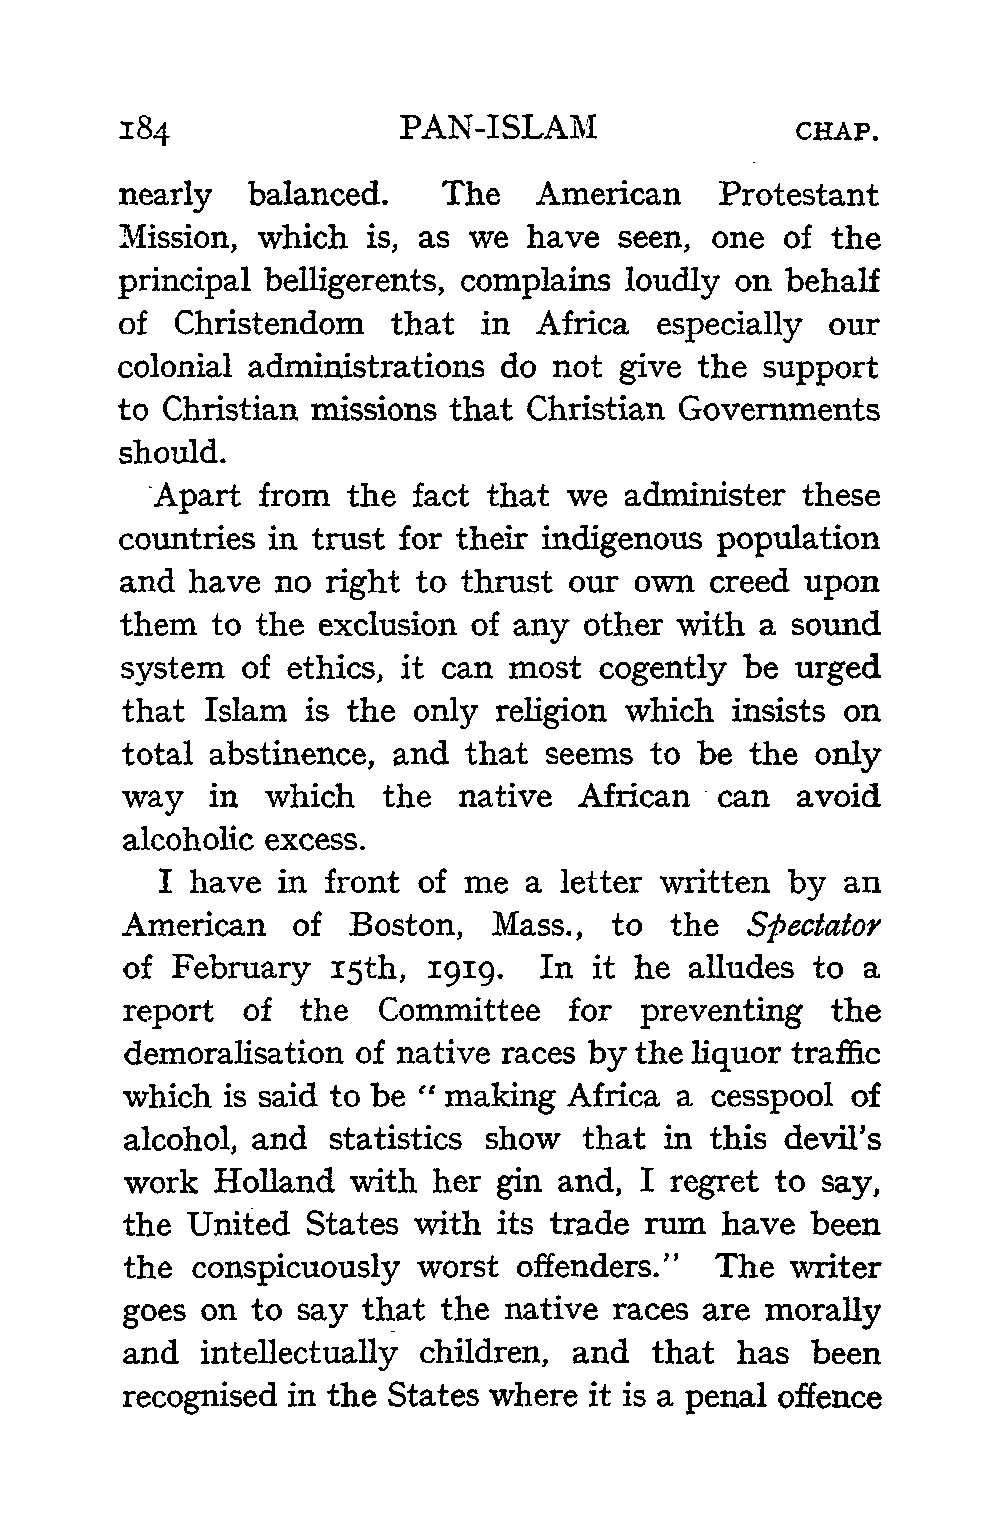 184 PAN-ISLAM CHAP.
nearly balanced. The American Protestant
Mission, which is, as we have seen, one of the
principal belligerents, complains loudly on behalf
of Christendom that in Africa especially our
colonial administrations do not give the support
to Christian missions that Christian Governments
should.
Apart from the fact that we administer these
countries in trust for their indigenous population
and have no right to thrust our own creed upon
them to the exclusion of any other with a sound
system of ethics, it can most cogently be urged
that Islam is the only religion which insists on
total abstinence, and that seems to be the only
way in which the native African can avoid
alcoholic excess.
I have in front of me a letter written by an
American of Boston, Mass., to the Spectator
of February 15th, 1919. In it he alludes to a
report of the Committee for preventing the
demoralisation of native races by the liquor traffic
which is said to be “ making Africa a cesspool of
alcohol, and statistics show that in this devil's
work Holland with her gin and, I regret to say,
the United States with its trade rum have been
the conspicuously worst offenders.” The writer
goes on to say that the native races are morally
and intellectually children, and that has been
recognised in the States where it is a penal offence